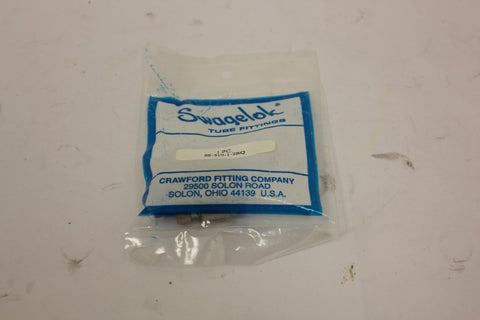 Swagelok
TUBE FITTINGS
1 PC
CRAWFORD FITTING COMPANY
29500 SOLON ROAD
SOLON, OHIO 44139 U.S.A.